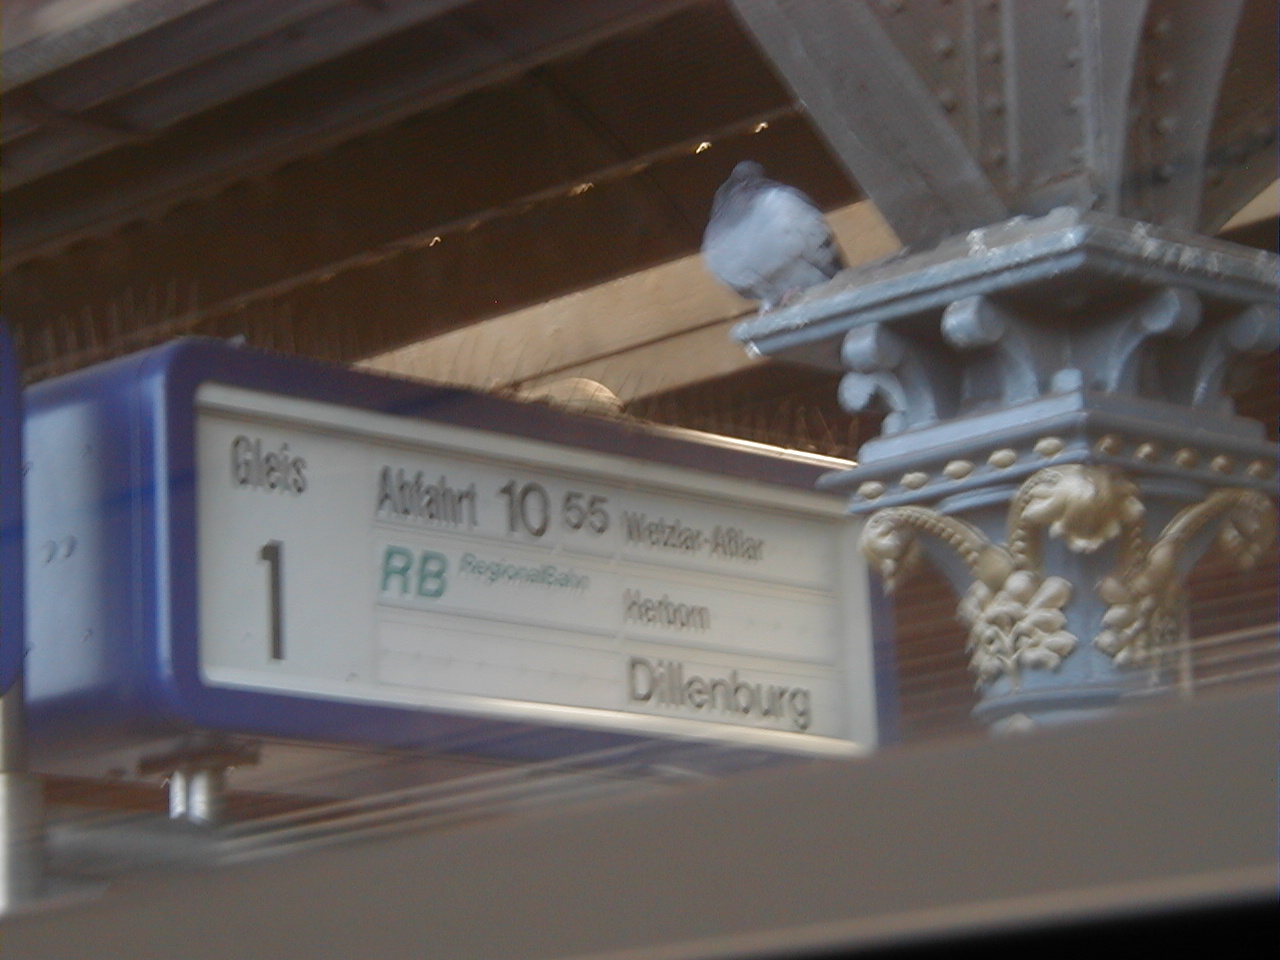 Gleis
1
Abfahrt 10 55 Wetzlar-Aßlar
RB RegionalBahn
Herborn
Dillenburg